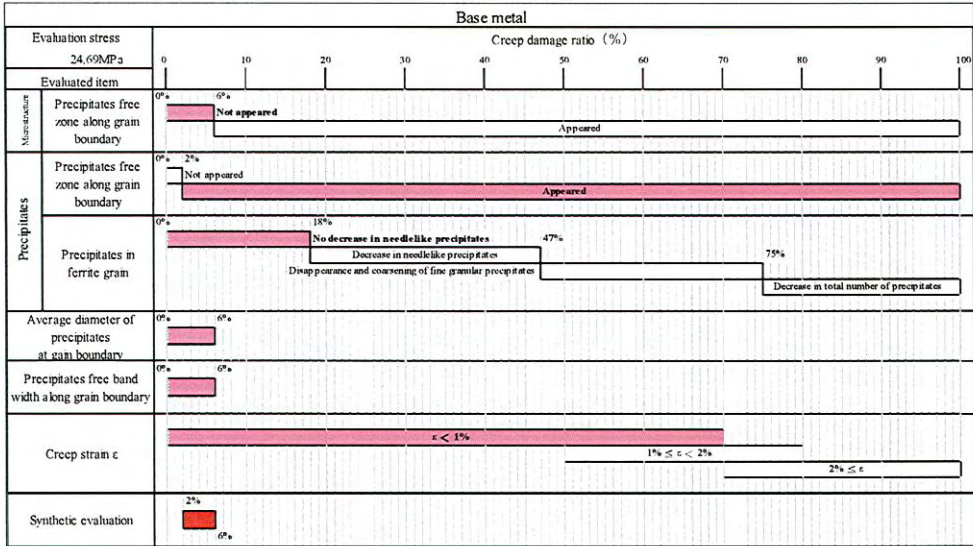 Base metal
Evaluation stress
24.69MPa
Creep damage ratio (%)
0 10 20 30 40 50 60 70 80 90 100
Evaluated item
Microstructure
Precipitates free
zone along grain
boundary
0% 6%
Not appeared
Appeared
Precipitates
Precipitates free
zone along grain
boundary
0% 2%
Not appeared
Appeared
Precipitates in
ferrite grain
0% 18% 47% 75%
No decrease in needlelike precipitates
Decrease in needlelike precipitates
Disappearance and coarsening of fine granular precipitates
Decrease in total number of precipitates
Average diameter of
precipitates
at gain boundary
0% 6%
Precipitates free band
width along grain boundary
0% 6%
Creep strain ε
ε < 1%
1% ≤ ε < 2%
2% ≤ ε
Synthetic evaluation
2%
6%